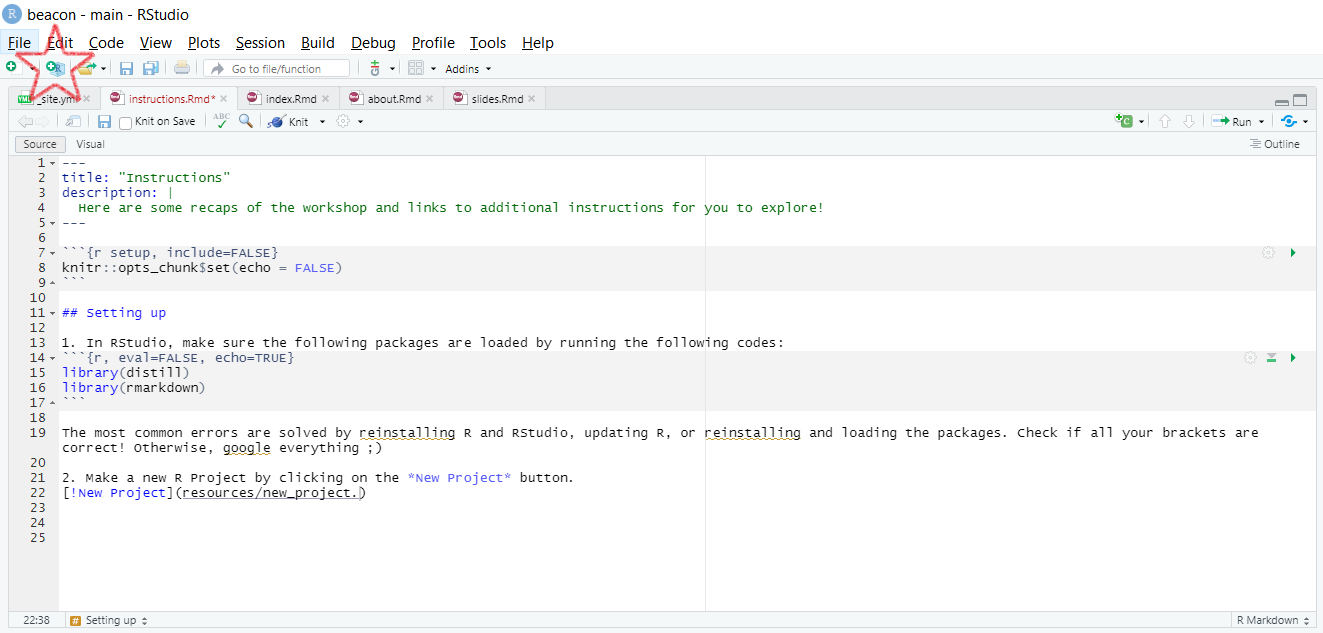 beacon - main - RStudio
File Edit Code View Plots Session Build Debug Profile Tools Help
Go to file/function Addins
_site.yml instructions.Rmd* index.Rmd about.Rmd slides.Rmd
Knit on Save ABC Knit Run
Source Visual Outline
1 ---
2 title: "Instructions"
3 description: |
4 Here are some recaps of the workshop and links to additional instructions for you to explore!
5 ---
6
7 ```{r setup, include=FALSE}
8 knitr::opts_chunk$set(echo = FALSE)
9 ```
10
11 ## Setting up
12
13 1. In RStudio, make sure the following packages are loaded by running the following codes:
14 ```{r, eval=FALSE, echo=TRUE}
15 library(distill)
16 library(rmarkdown)
17 ```
18
19 The most common errors are solved by reinstalling R and RStudio, updating R, or reinstalling and loading the packages. Check if all your brackets are
correct! Otherwise, google everything ;)
20
21 2. Make a new R Project by clicking on the *New Project* button.
22 [!New Project](resources/new_project.)
23
24
25
22:38 Setting up R Markdown